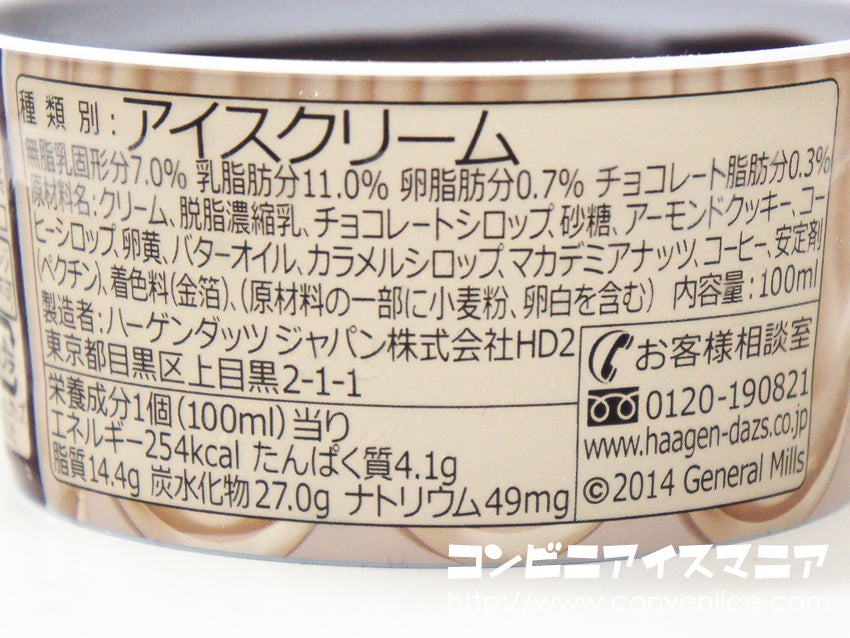 種類別:アイスクリーム
無脂乳固形分7.0% 乳脂肪分11.0% 卵脂肪分0.7% チョコレート脂肪分0.3%
原材料名:クリーム、脱脂濃縮乳、チョコレートシロップ、砂糖、アーモンドクッキー、コー
ヒーシロップ、卵黄、バターオイル、カラメルシロップ、マカデミアナッツ、コーヒー、安定剤
(ペクチン)、着色料(金箔)、(原材料の一部に小麦粉、卵白を含む) 内容量:100ml
製造者:ハーゲンダッツ ジャパン株式会社HD2
東京都目黒区上目黒2-1-1
お客様相談室
0120-190821
www.haagen-dazs.co.jp
©2014 General Mills
栄養成分1個(100ml)当り
エネルギー254kcal たんぱく質4.1g
脂質14.4g 炭水化物27.0g ナトリウム49mg
コンビニアイスマニア
http://www.conveniice.com/